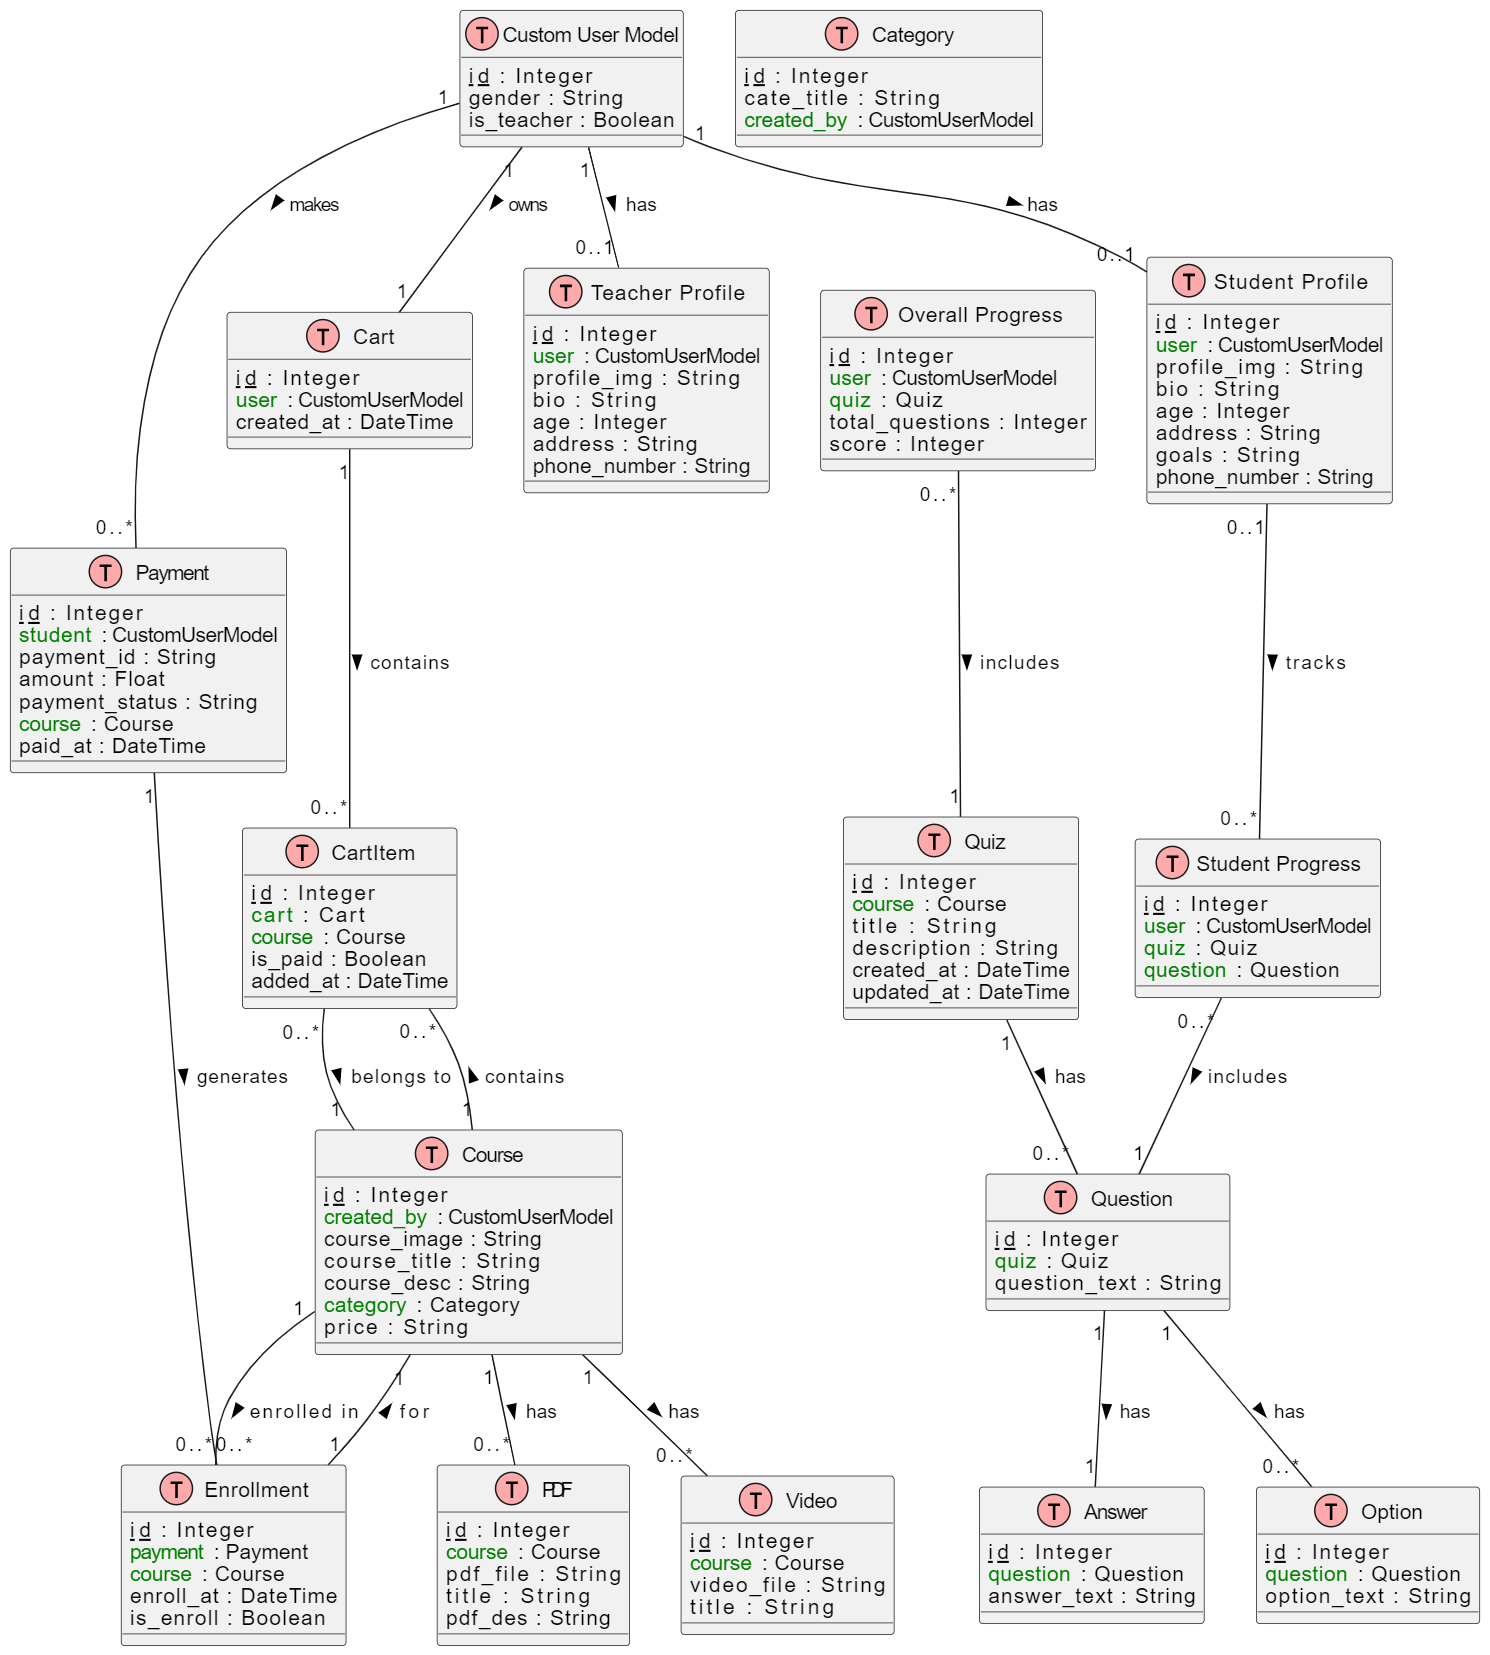 T Custom User Model
id : Integer
gender : String
is_teacher : Boolean
T Category
id : Integer
cate_title : String
created_by : CustomUserModel
1
1
1
1
makes
owns
has
has
0..*
1
0..1
0..1
T Cart
id : Integer
user : CustomUserModel
created_at : DateTime
T Teacher Profile
id : Integer
user : CustomUserModel
profile_img : String
bio : String
age : Integer
address : String
phone_number : String
T Overall Progress
id : Integer
user : CustomUserModel
quiz : Quiz
total_questions : Integer
score : Integer
T Student Profile
id : Integer
user : CustomUserModel
profile_img : String
bio : String
age : Integer
address : String
goals : String
phone_number : String
T Payment
id : Integer
student : CustomUserModel
payment_id : String
amount : Float
payment_status : String
course : Course
paid_at : DateTime
1
contains
0..*
0..*
includes
1
0..1
tracks
0..*
T CartItem
id : Integer
cart : Cart
course : Course
is_paid : Boolean
added_at : DateTime
T Quiz
id : Integer
course : Course
title : String
description : String
created_at : DateTime
updated_at : DateTime
T Student Progress
id : Integer
user : CustomUserModel
quiz : Quiz
question : Question
1
generates
0..*
0..*
belongs to
1
0..*
contains
1
1
has
0..*
0..*
includes
1
T Course
id : Integer
created_by : CustomUserModel
course_image : String
course_title : String
course_desc : String
category : Category
price : String
T Question
id : Integer
quiz : Quiz
question_text : String
1
enrolled in
0..*
1
for
1
1
has
0..*
1
has
0..*
1
has
1
1
has
0..*
T Enrollment
id : Integer
payment : Payment
course : Course
enroll_at : DateTime
is_enroll : Boolean
T PDF
id : Integer
course : Course
pdf_file : String
title : String
pdf_des : String
T Video
id : Integer
course : Course
video_file : String
title : String
T Answer
id : Integer
question : Question
answer_text : String
T Option
id : Integer
question : Question
option_text : String